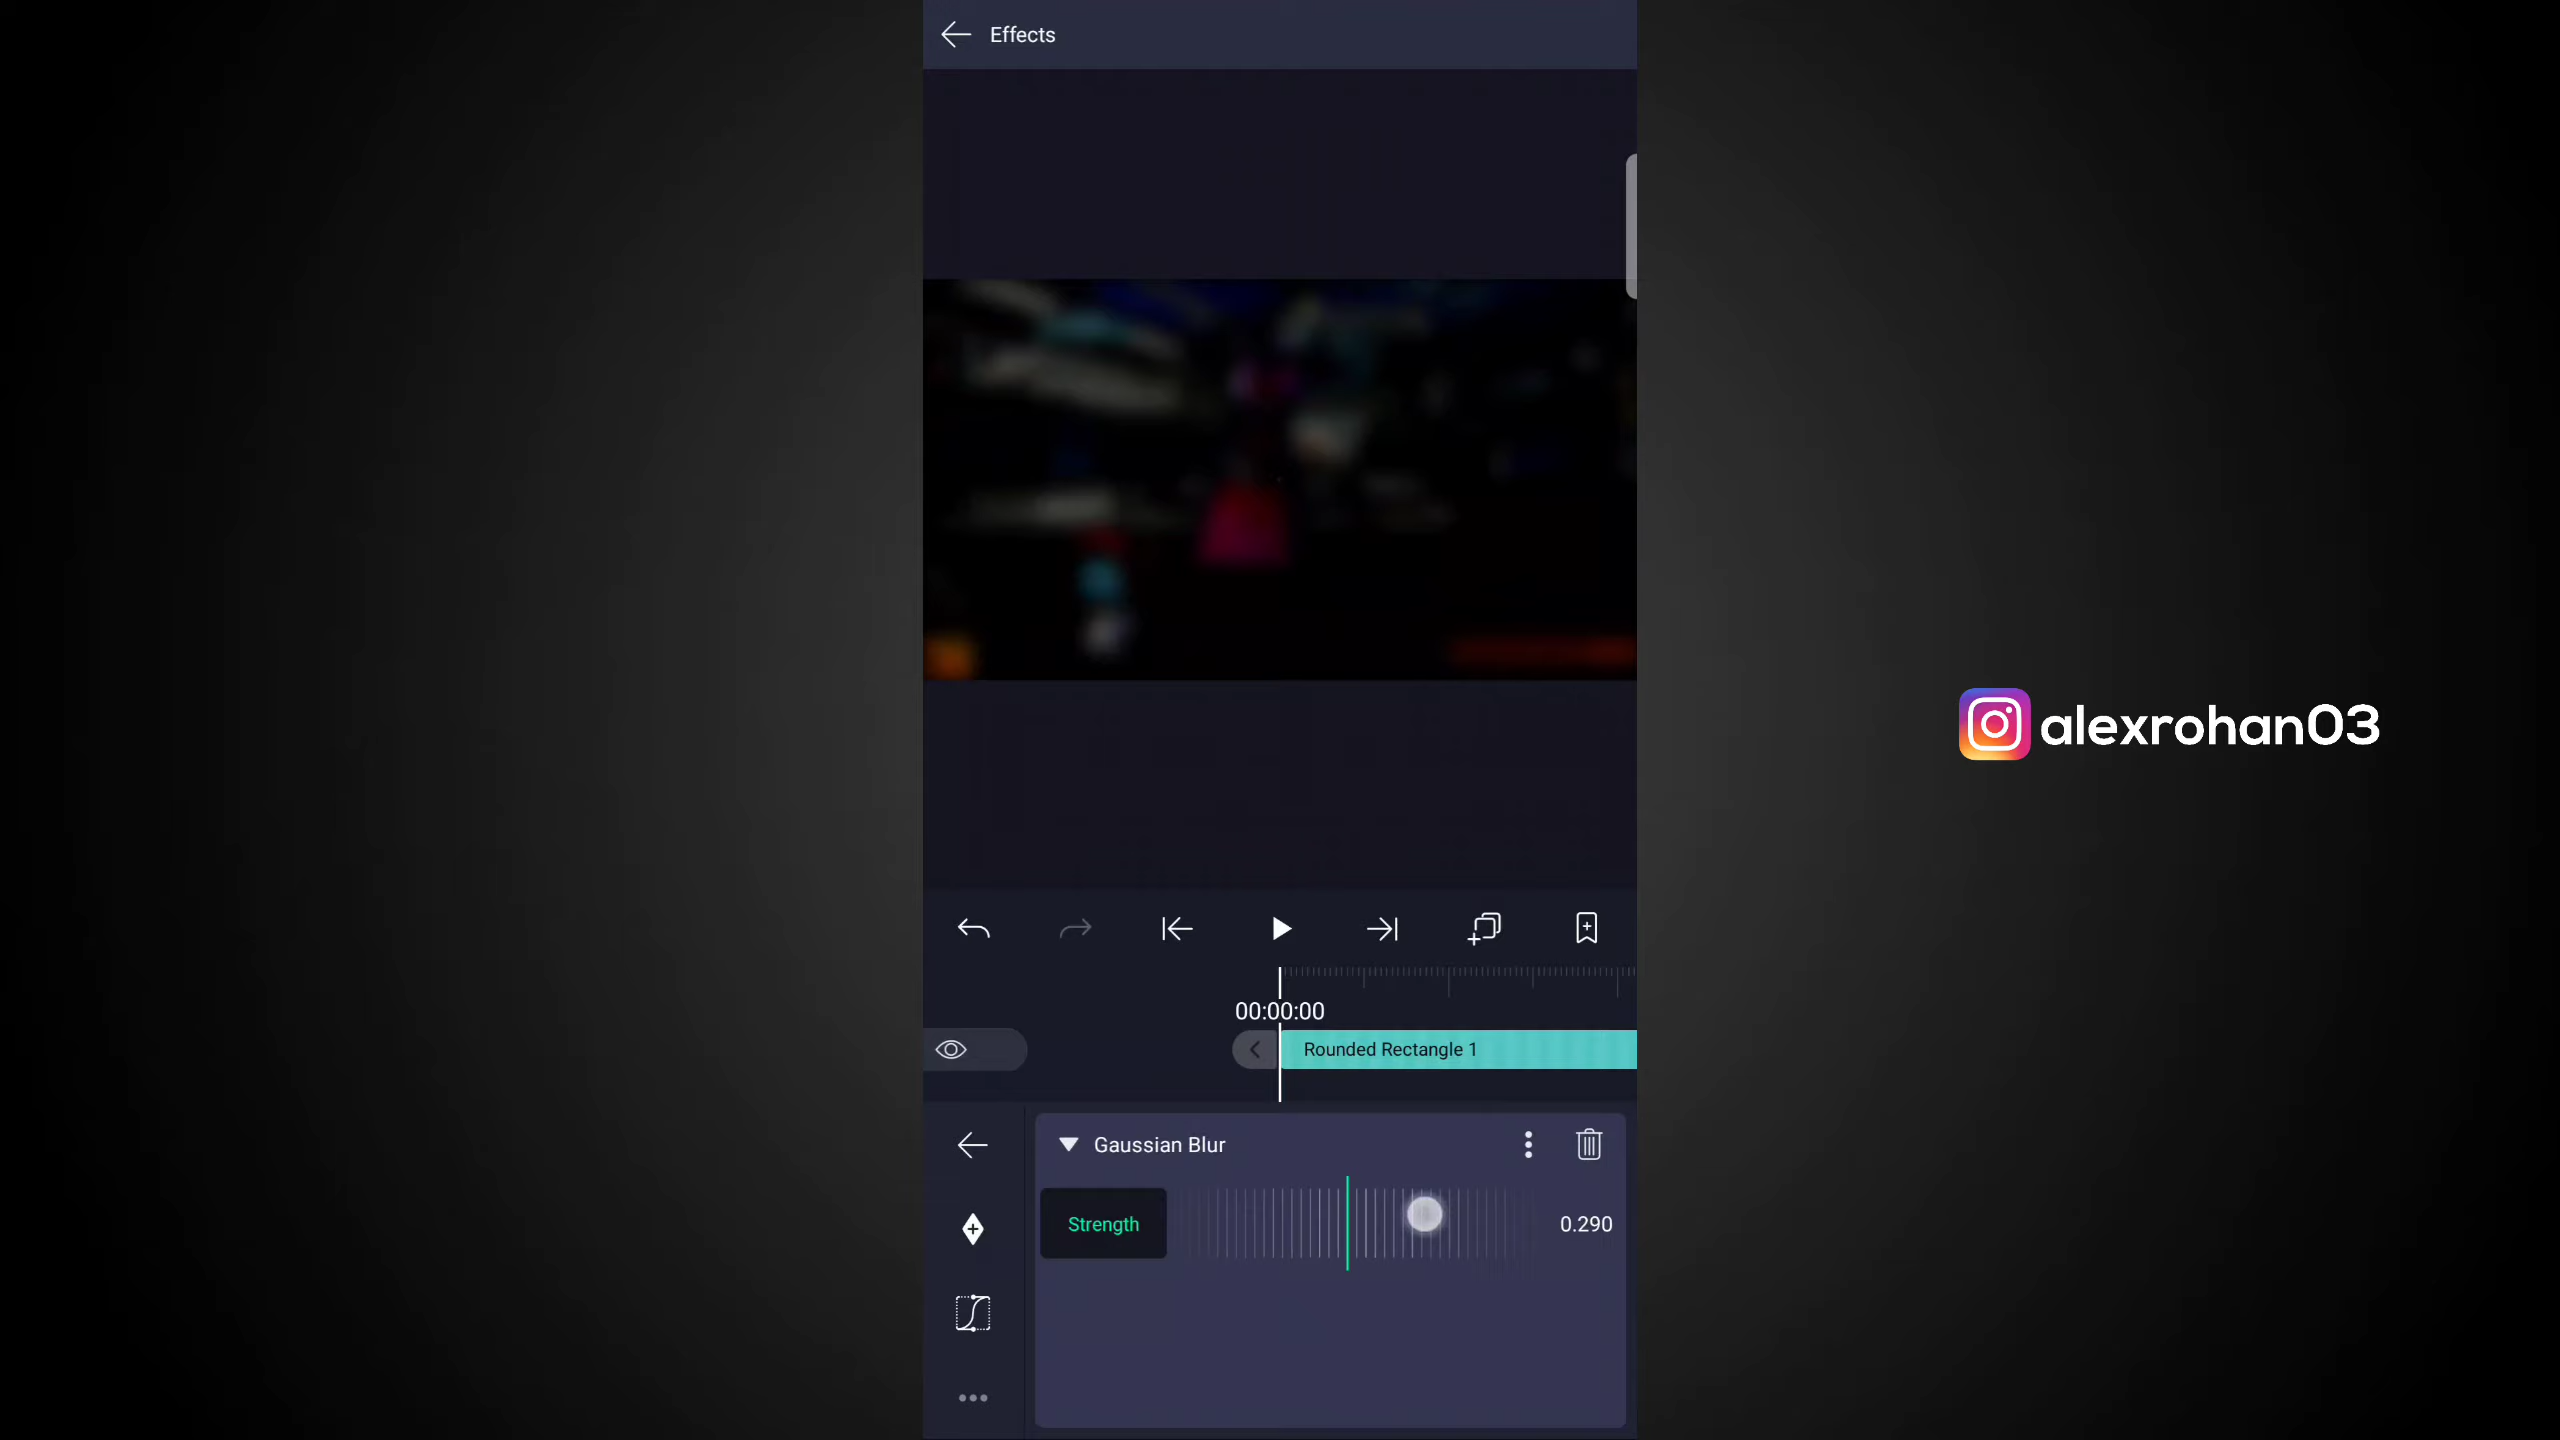 Effects
alexrohan03
00:00:00
Rounded Rectangle 1
Gaussian Blur
Strength
0.290